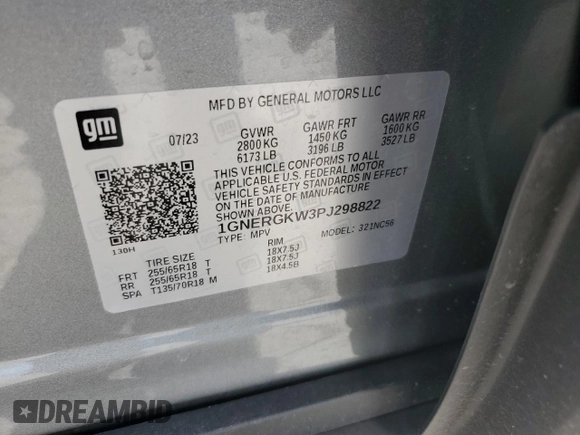 MFD BY GENERAL MOTORS LLC
gm
07/23 GVWR GAWR FRT GAWR RR
2800 KG 1450 KG 1600 KG
6173 LB 3196 LB 3527 LB
THIS VEHICLE CONFORMS TO ALL
APPLICABLE U.S. FEDERAL MOTOR
VEHICLE SAFETY STANDARDS IN EFFECT
ON THE DATE OF MANUFACTURE
SHOWN ABOVE.
1GNERGKW3PJ298822
TYPE: MPV MODEL: 321NC56
130H
TIRE SIZE RIM
FRT 255/65R18 T 18X7.5J
RR 255/65R18 T 18X7.5J
SPA T135/70R18 M 18X4.5B
DREAMBID